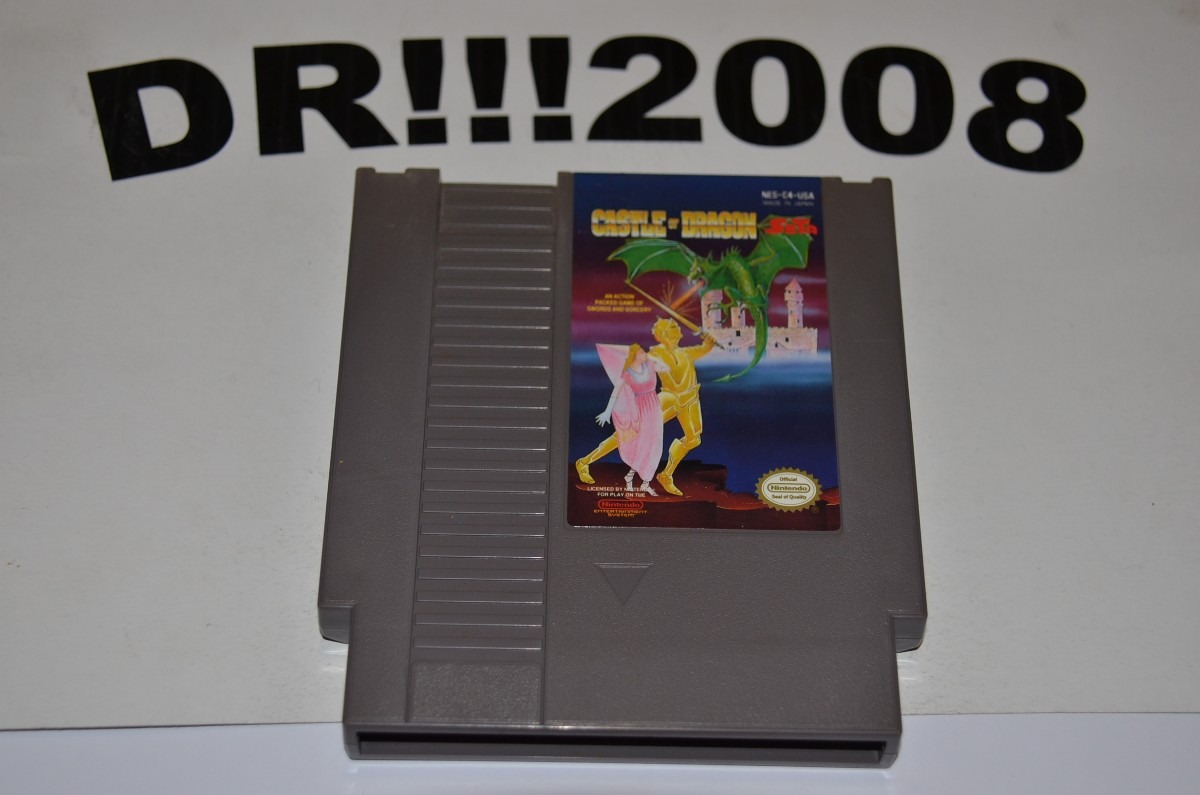 DR!!!2008
NES-C4-USA
MADE IN JAPAN
CASTLE OF DRAGON
AN ACTION
PACKED GAME OF
SWORDS AND SORCERY
LICENSED BY NINTENDO
FOR PLAY ON THE
Nintendo
ENTERTAINMENT
SYSTEM
Official
Nintendo
Seal of Quality